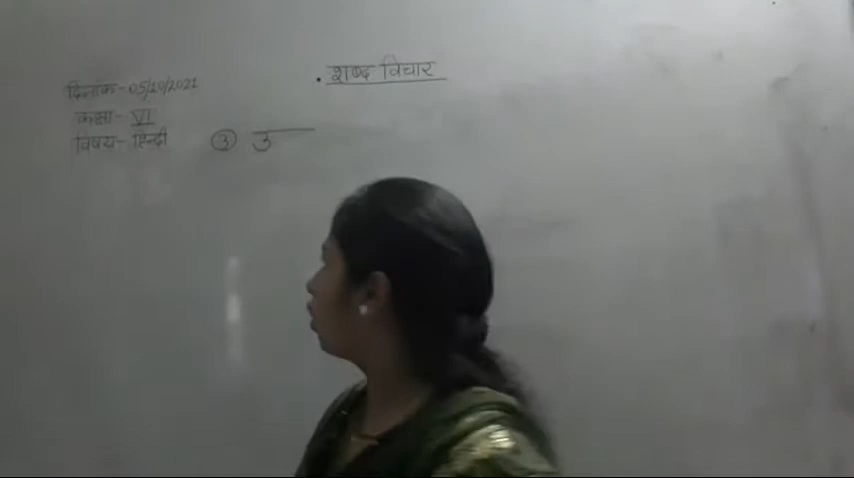 • शब्द विचार
दिनांक- 05/10/2021
कक्षा- VI
विषय- हिन्दी
③ उ